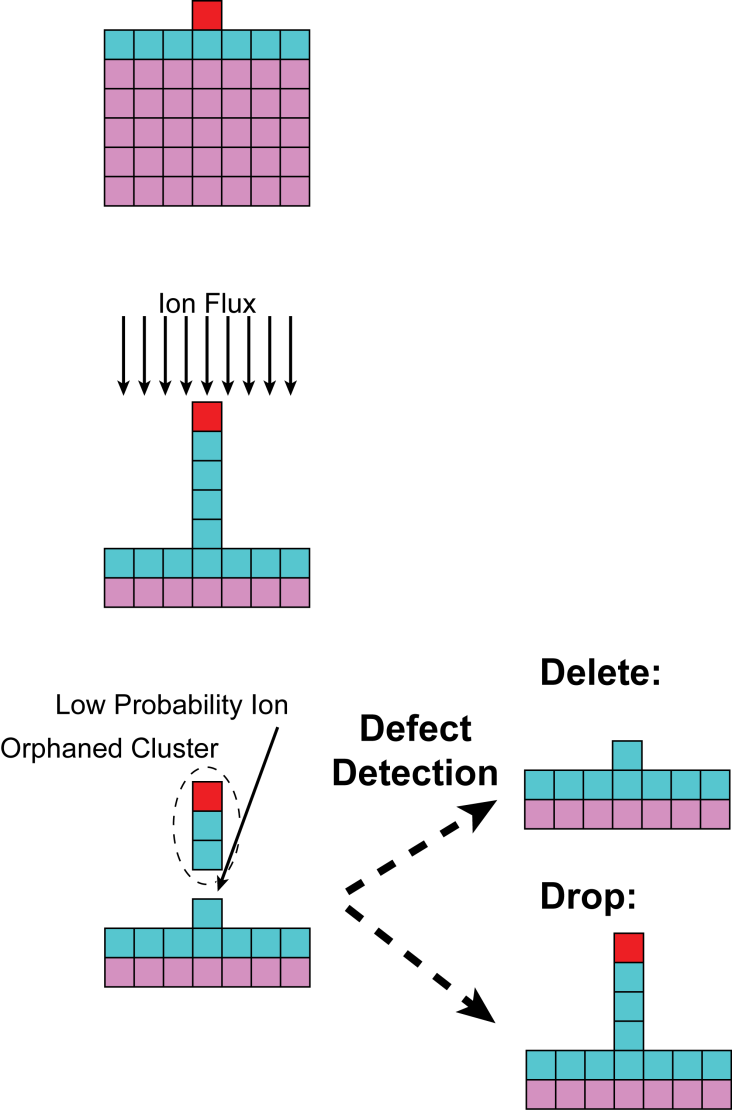 Ion Flux
Low Probability Ion
Orphaned Cluster
Defect
Detection
Delete:
Drop: